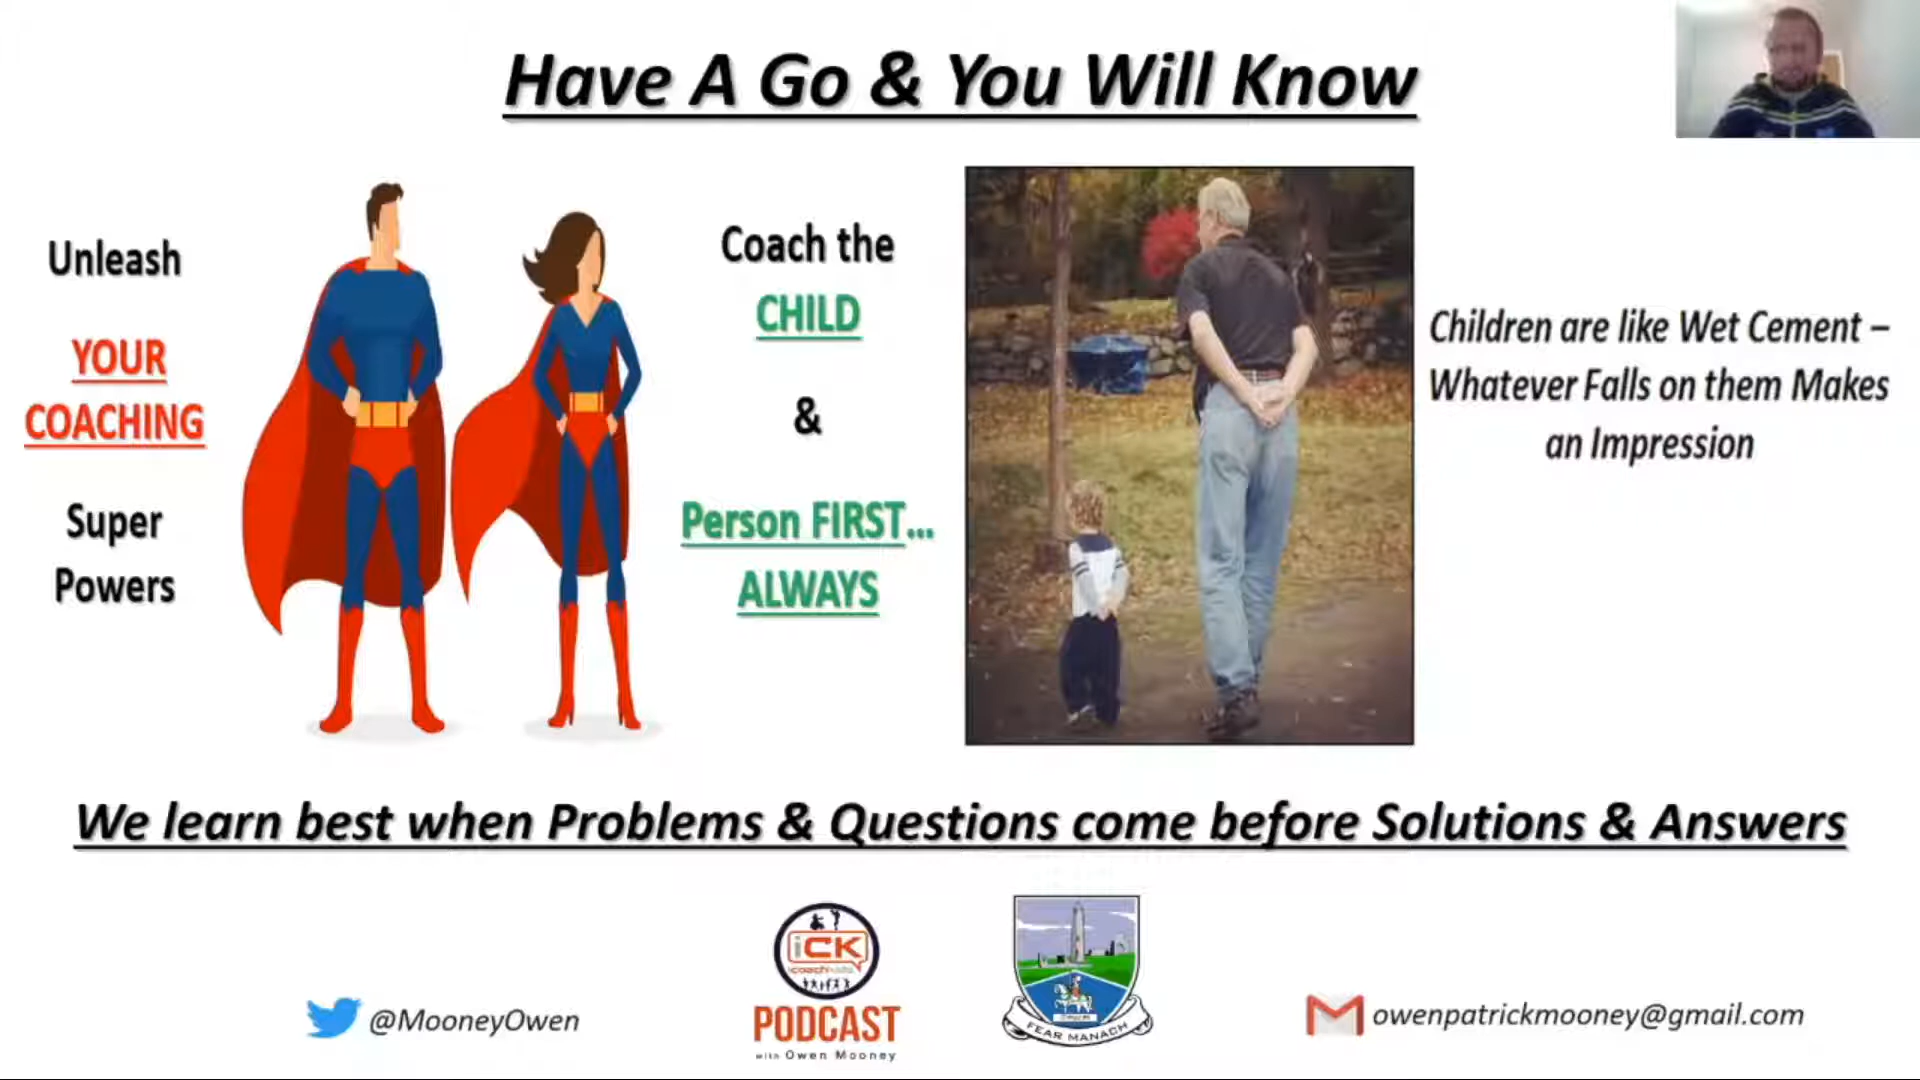 Have A Go & You Will Know
Unleash
YOUR
COACHING
Super
Powers
Coach the
CHILD
&
Person FIRST...
ALWAYS
Children are like Wet Cement –
Whatever Falls on them Makes
an Impression
We learn best when Problems & Questions come before Solutions & Answers
@MooneyOwen
iCK
PODCAST
with Owen Mooney
FEAR MANACH
owenpatrickmooney@gmail.com